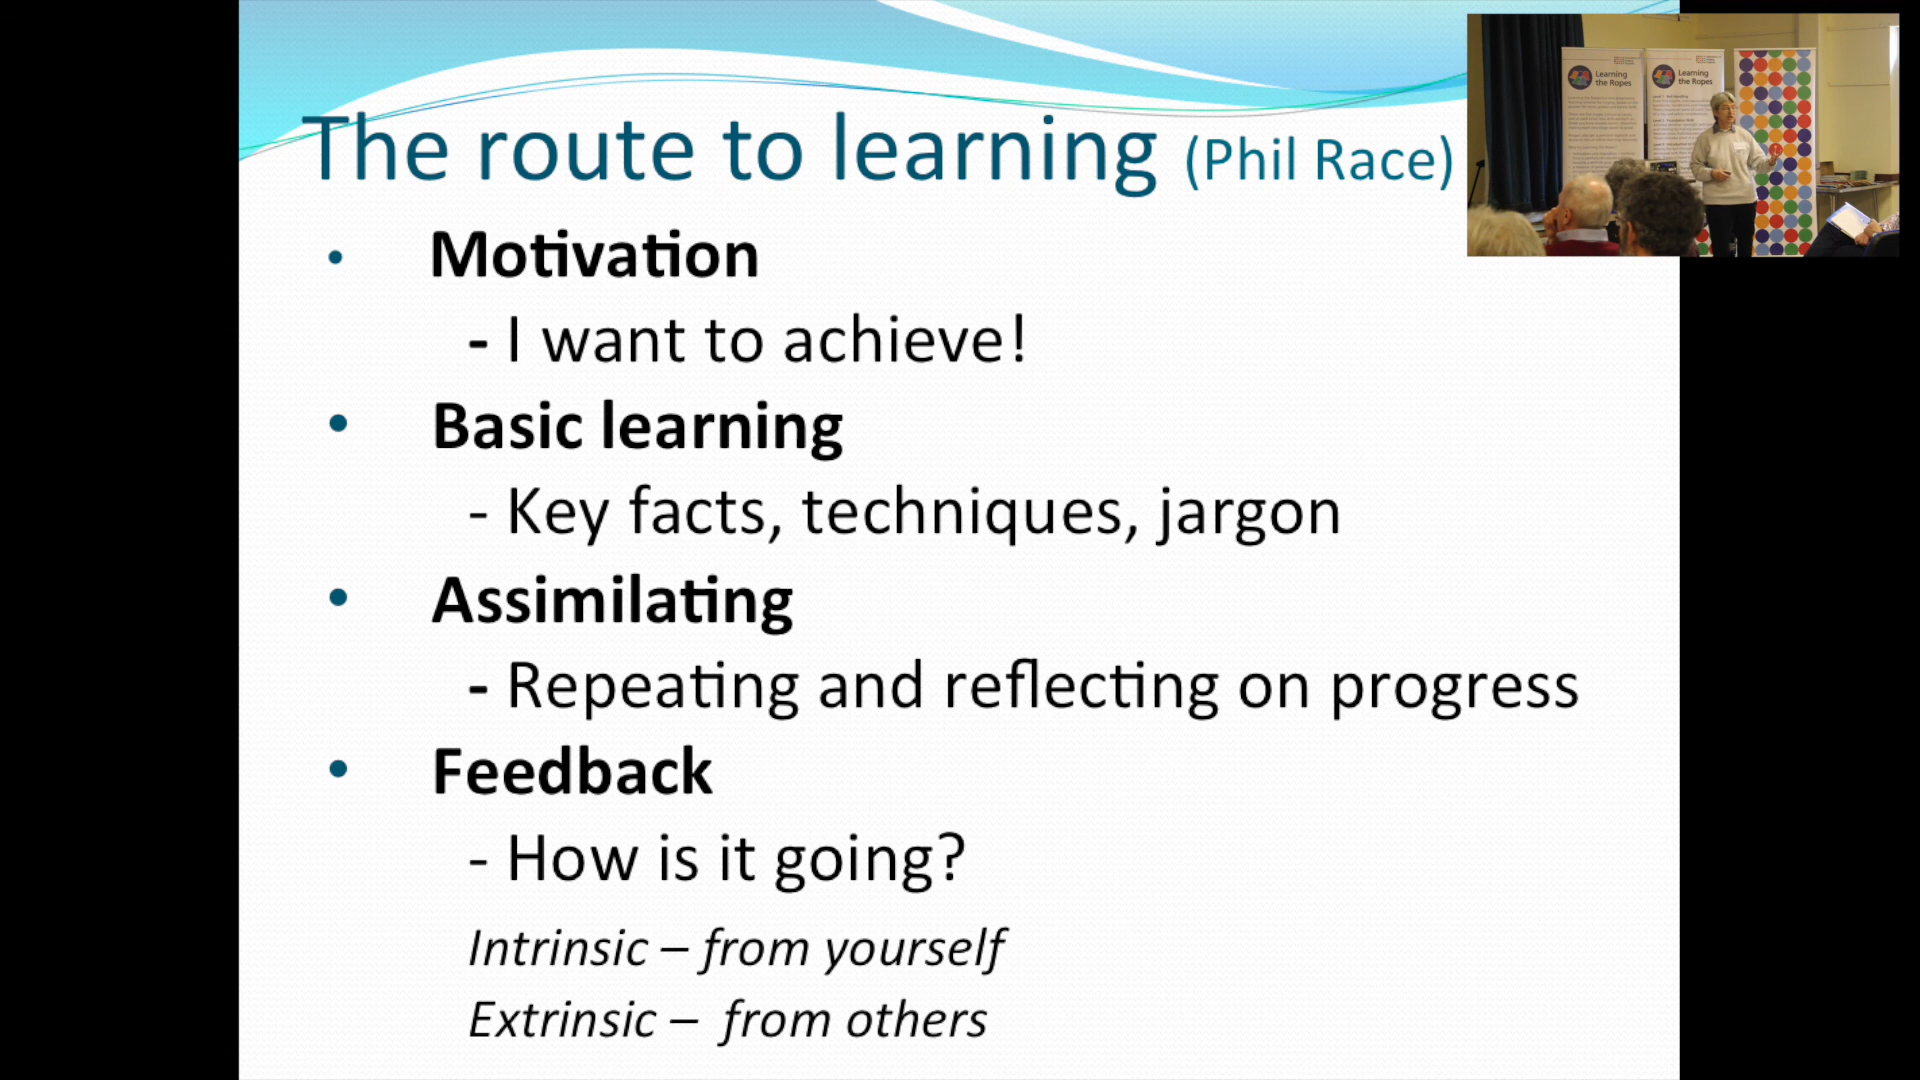 The route to learning (Phil Race)
• Motivation
- I want to achieve!
• Basic learning
- Key facts, techniques, jargon
• Assimilating
- Repeating and reflecting on progress
• Feedback
- How is it going?
Intrinsic – from yourself
Extrinsic – from others
Learning
the Ropes
Learning
the Ropes